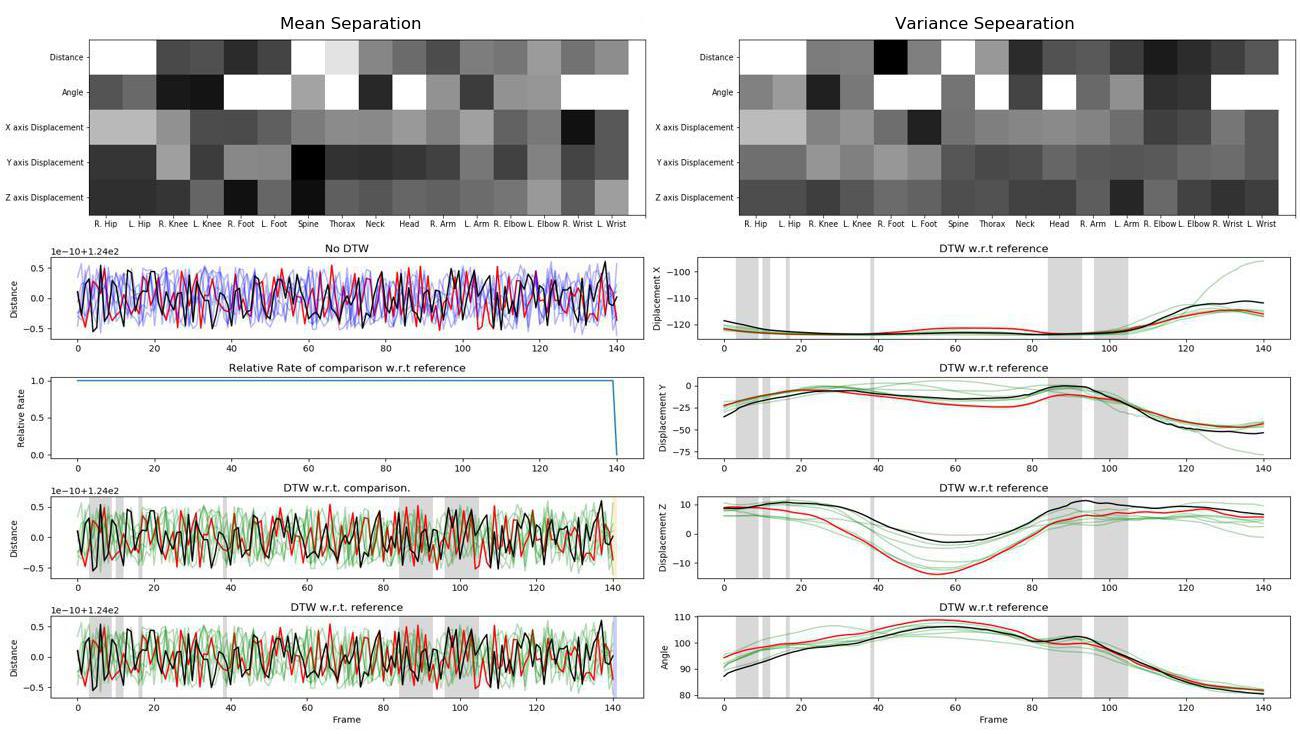 Mean Separation
Distance
Angle
X axis Displacement
Y axis Displacement
Z axis Displacement
R. Hip L. Hip R. Knee L. Knee R. Foot L. Foot Spine Thorax Neck Head R. Arm L. Arm R. Elbow L. Elbow R. Wrist L. Wrist
Variance Sepearation
Distance
Angle
X axis Displacement
Y axis Displacement
Z axis Displacement
R. Hip L. Hip R. Knee L. Knee R. Foot L. Foot Spine Thorax Neck Head R. Arm L. Arm R. Elbow L. Elbow R. Wrist L. Wrist
No DTW
1e−10+1.24e2
Distance
0.5
0.0
−0.5
0 20 40 60 80 100 120 140
Relative Rate of comparison w.r.t reference
Relative Rate
1.0
0.5
0.0
0 20 40 60 80 100 120 140
DTW w.r.t. comparison.
1e−10+1.24e2
Distance
0.5
0.0
−0.5
0 20 40 60 80 100 120 140
DTW w.r.t. reference
1e−10+1.24e2
Distance
0.5
0.0
−0.5
0 20 40 60 80 100 120 140
Frame
DTW w.r.t reference
Diplacement X
−100
−110
−120
0 20 40 60 80 100 120 140
DTW w.r.t reference
Displacement Y
0
−25
−50
−75
0 20 40 60 80 100 120 140
DTW w.r.t reference
Displacement Z
10
0
−10
0 20 40 60 80 100 120 140
DTW w.r.t reference
Angle
110
100
90
80
0 20 40 60 80 100 120 140
Frame